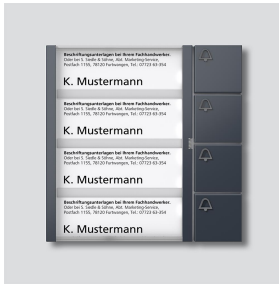 Beschriftungsunterlagen bei Ihrem Fachhandwerker.
Oder bei S. Siedle & Söhne, Abt. Marketing-Service,
Postfach 1155, 78120 Furtwangen, Tel.: 07723 63-354
K. Mustermann
Beschriftungsunterlagen bei Ihrem Fachhandwerker.
Oder bei S. Siedle & Söhne, Abt. Marketing-Service,
Postfach 1155, 78120 Furtwangen, Tel.: 07723 63-354
K. Mustermann
Beschriftungsunterlagen bei Ihrem Fachhandwerker.
Oder bei S. Siedle & Söhne, Abt. Marketing-Service,
Postfach 1155, 78120 Furtwangen, Tel.: 07723 63-354
K. Mustermann
Beschriftungsunterlagen bei Ihrem Fachhandwerker.
Oder bei S. Siedle & Söhne, Abt. Marketing-Service,
Postfach 1155, 78120 Furtwangen, Tel.: 07723 63-354
K. Mustermann